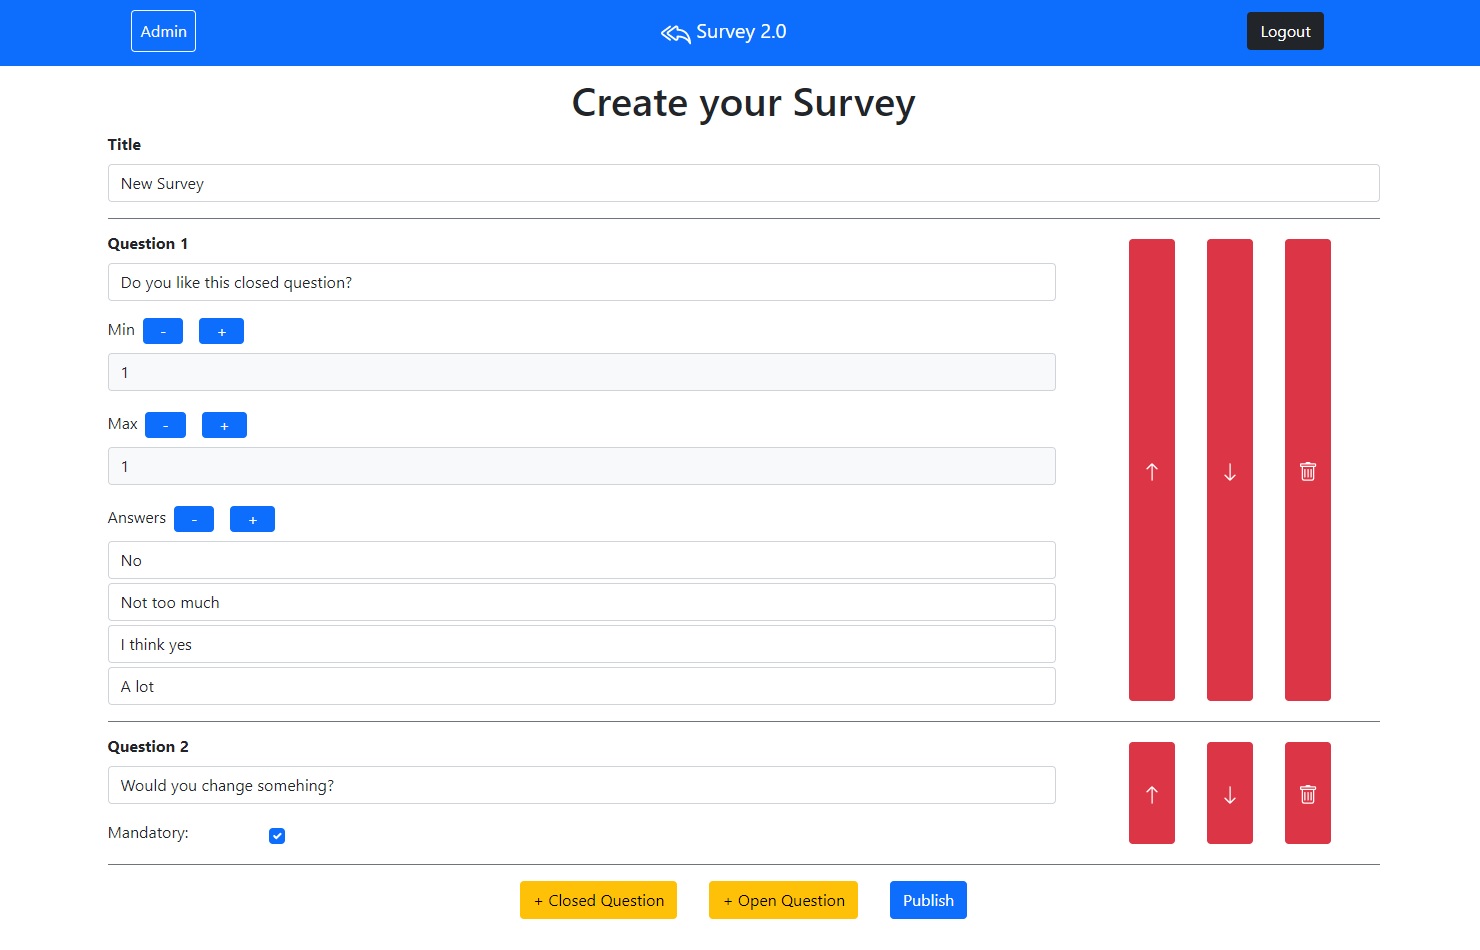 Admin
Survey 2.0
Logout
Create your Survey
Title
New Survey
Question 1
Do you like this closed question?
Min - +
1
Max - +
1
Answers - +
No
Not too much
I think yes
A lot
Question 2
Would you change somehing?
Mandatory:
+ Closed Question
+ Open Question
Publish